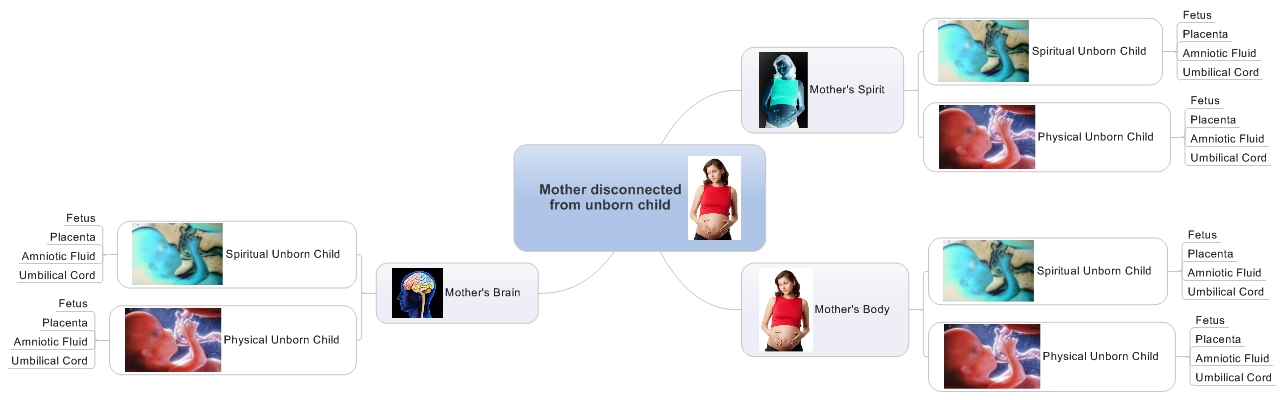 Mother disconnected
from unborn child
Mother's Spirit
Spiritual Unborn Child
Fetus
Placenta
Amniotic Fluid
Umbilical Cord
Physical Unborn Child
Fetus
Placenta
Amniotic Fluid
Umbilical Cord
Mother's Body
Spiritual Unborn Child
Fetus
Placenta
Amniotic Fluid
Umbilical Cord
Physical Unborn Child
Fetus
Placenta
Amniotic Fluid
Umbilical Cord
Mother's Brain
Spiritual Unborn Child
Fetus
Placenta
Amniotic Fluid
Umbilical Cord
Physical Unborn Child
Fetus
Placenta
Amniotic Fluid
Umbilical Cord